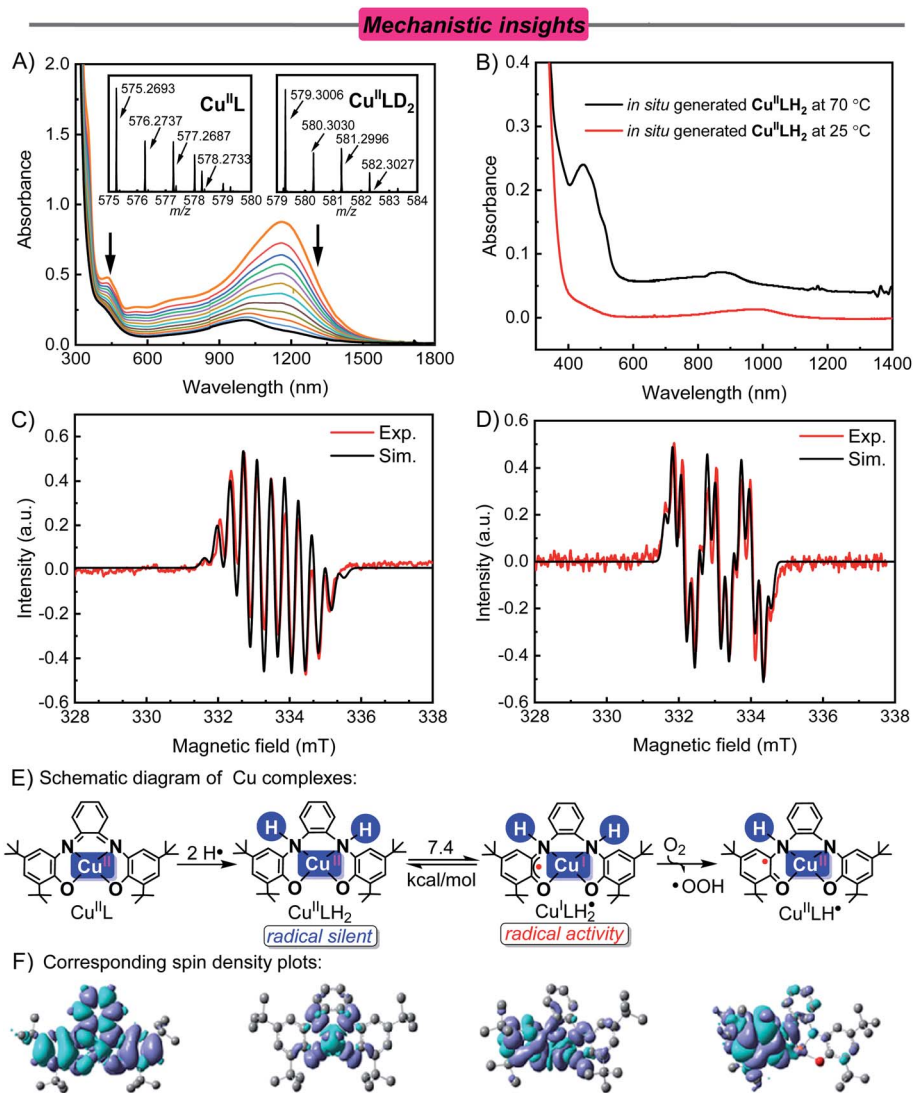 Mechanistic insights
A)
2.0
1.5
1.0
0.5
0.0
Absorbance
300 600 900 1200 1500 1800
Wavelength (nm)
575.2693
576.2737
577.2687
578.2733
CuᴵᴵL
575 576 577 578 579 580
m/z
579.3006
580.3030
581.2996
582.3027
CuᴵᴵLD₂
579 580 581 582 583 584
m/z
B)
0.4
0.3
0.2
0.1
0.0
Absorbance
in situ generated CuᴵᴵLH₂ at 70 °C
in situ generated CuᴵᴵLH₂ at 25 °C
400 600 800 1000 1200 1400
Wavelength (nm)
C)
0.6
0.4
0.2
0.0
-0.2
-0.4
-0.6
Intensity (a.u.)
Exp.
Sim.
328 330 332 334 336 338
Magnetic field (mT)
D)
0.6
0.4
0.2
0.0
-0.2
-0.4
-0.6
Intensity (a.u.)
Exp.
Sim.
328 330 332 334 336 338
Magnetic field (mT)
E) Schematic diagram of Cu complexes:
N N
Cuᴵᴵ
O O
CuᴵᴵL
2 H•
H H
N N
Cuᴵᴵ
O O
CuᴵᴵLH₂
radical silent
7.4
kcal/mol
H H
N N
Cuᴵ
O O
CuᴵLH₂•
radical activity
O₂
•OOH
H
N N
Cuᴵᴵ
O O
CuᴵᴵLH•
F) Corresponding spin density plots: